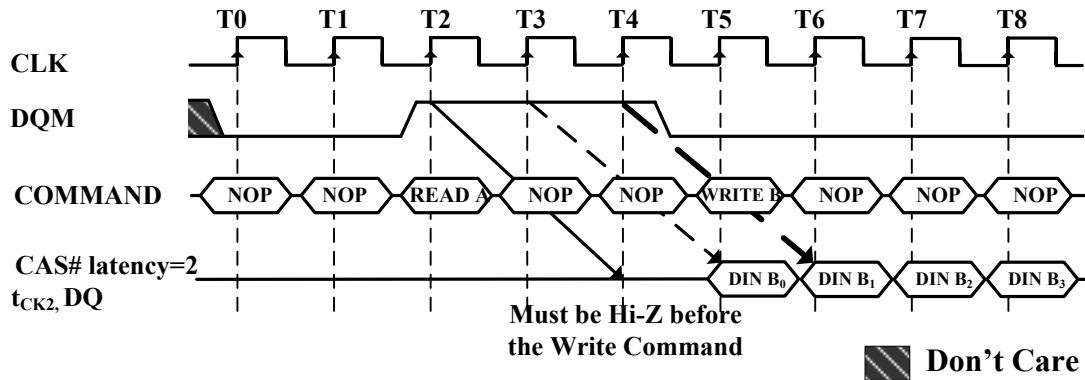 T0 T1 T2 T3 T4 T5 T6 T7 T8
CLK
DQM
COMMAND NOP NOP READ A NOP NOP WRITE B NOP NOP NOP
CAS# latency=2
tCK2, DQ DIN B0 DIN B1 DIN B2 DIN B3
Must be Hi-Z before
the Write Command
Don't Care